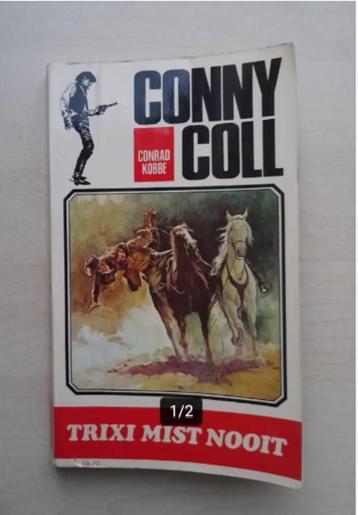 CONNY
COLL
CONRAD
KOBBE
1/2
TRIXI MIST NOOIT